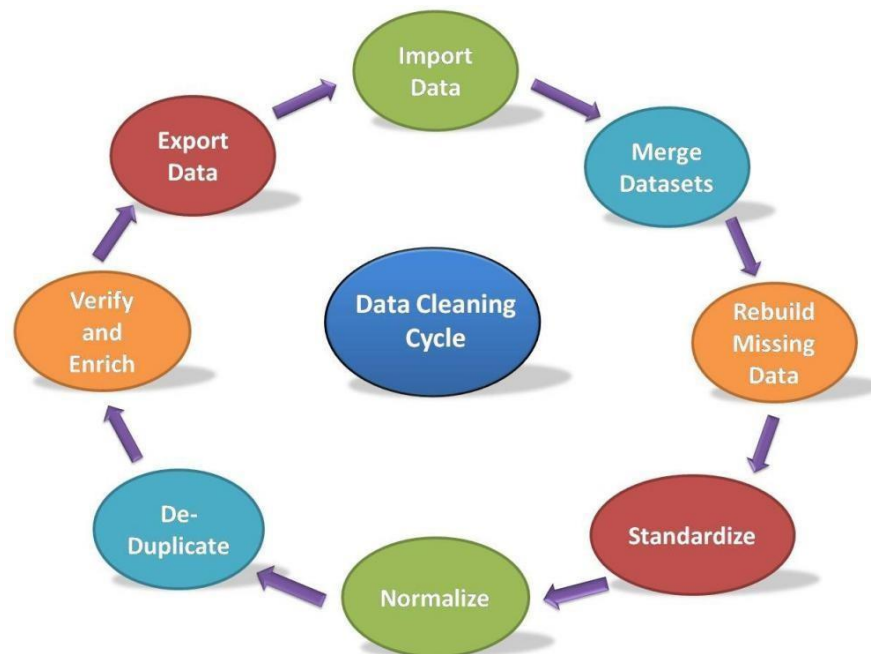 Import
Data
Merge
Datasets
Rebuild
Missing
Data
Standardize
Normalize
De-
Duplicate
Verify
and
Enrich
Export
Data
Data Cleaning
Cycle